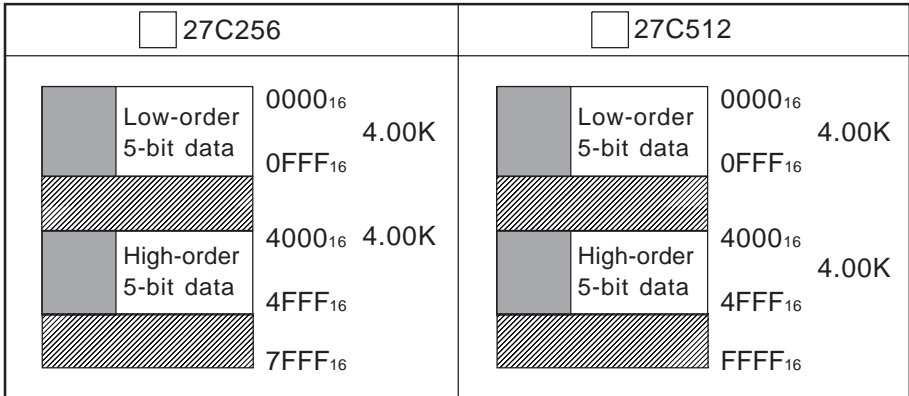 27C256
Low-order
5-bit data
0000₁₆
4.00K
0FFF₁₆
High-order
5-bit data
4000₁₆ 4.00K
4FFF₁₆
7FFF₁₆
27C512
Low-order
5-bit data
0000₁₆
4.00K
0FFF₁₆
High-order
5-bit data
4000₁₆
4.00K
4FFF₁₆
FFFF₁₆